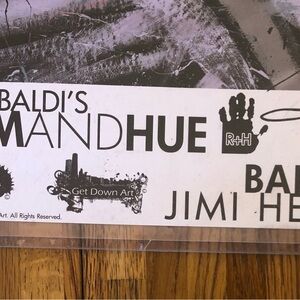 BALDI'S
MANDHUE
R+H
BA
Get Down Art
JIMI HE
Art. All Rights Reserved.